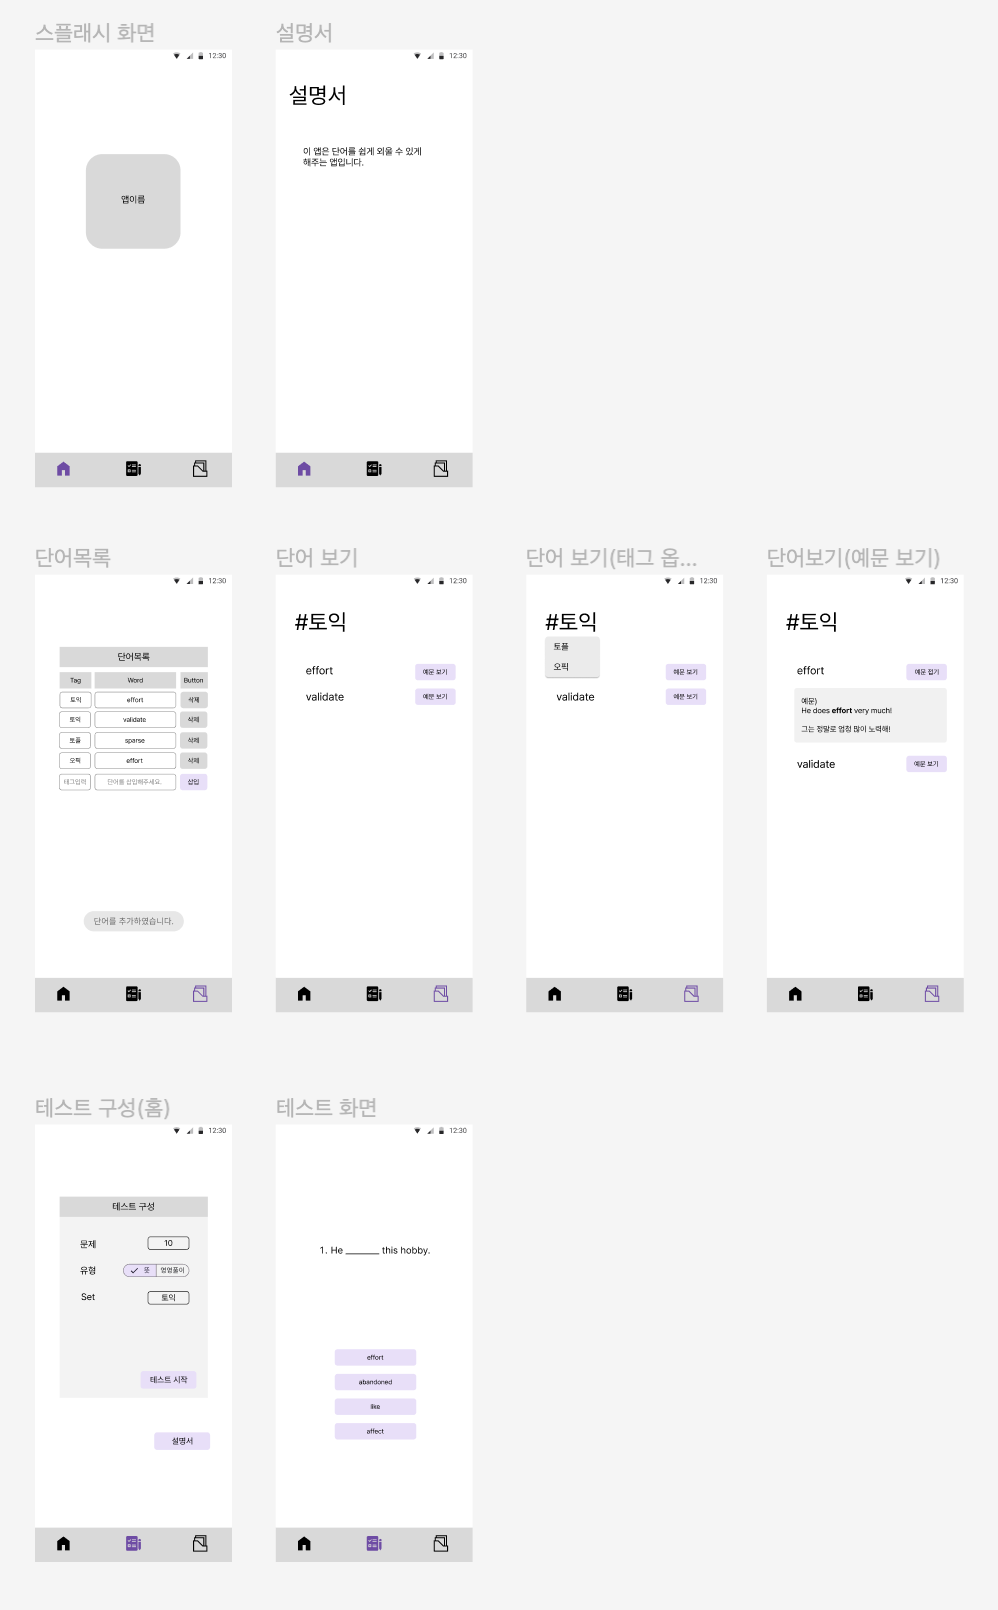 스플래시 화면
12:30
앱이름
설명서
12:30
설명서
이 앱은 단어를 쉽게 외울 수 있게
해주는 앱입니다.
단어목록
12:30
단어목록
Tag Word Button
토익 effort 삭제
토익 validate 삭제
토플 sparse 삭제
오픽 effort 삭제
태그입력 단어를 삽입해주세요. 삽입
단어를 추가하였습니다.
단어 보기
12:30
#토익
effort 예문 보기
validate 예문 보기
단어 보기(태그 옵...
12:30
#토익
토플
오픽
예문 보기
validate 예문 보기
단어보기(예문 보기)
12:30
#토익
effort 예문 접기
예문)
He does effort very much!
그는 정말로 엄청 많이 노력해!
validate 예문 보기
테스트 구성(홈)
12:30
테스트 구성
문제 10
유형 뜻 영영풀이
Set 토익
테스트 시작
설명서
테스트 화면
12:30
1. He _______ this hobby.
effort
abandoned
like
affect